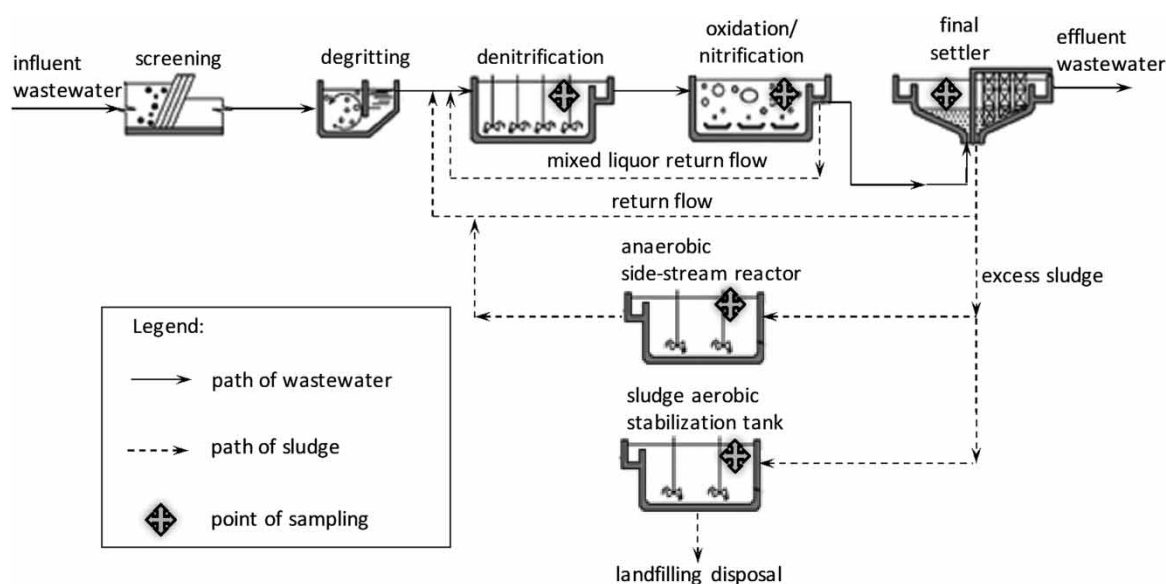 influent
wastewater
screening
degritting
denitrification
oxidation/
nitrification
final
settler
effluent
wastewater
mixed liquor return flow
return flow
anaerobic
side-stream reactor
excess sludge
Legend:
path of wastewater
path of sludge
point of sampling
sludge aerobic
stabilization tank
landfilling disposal